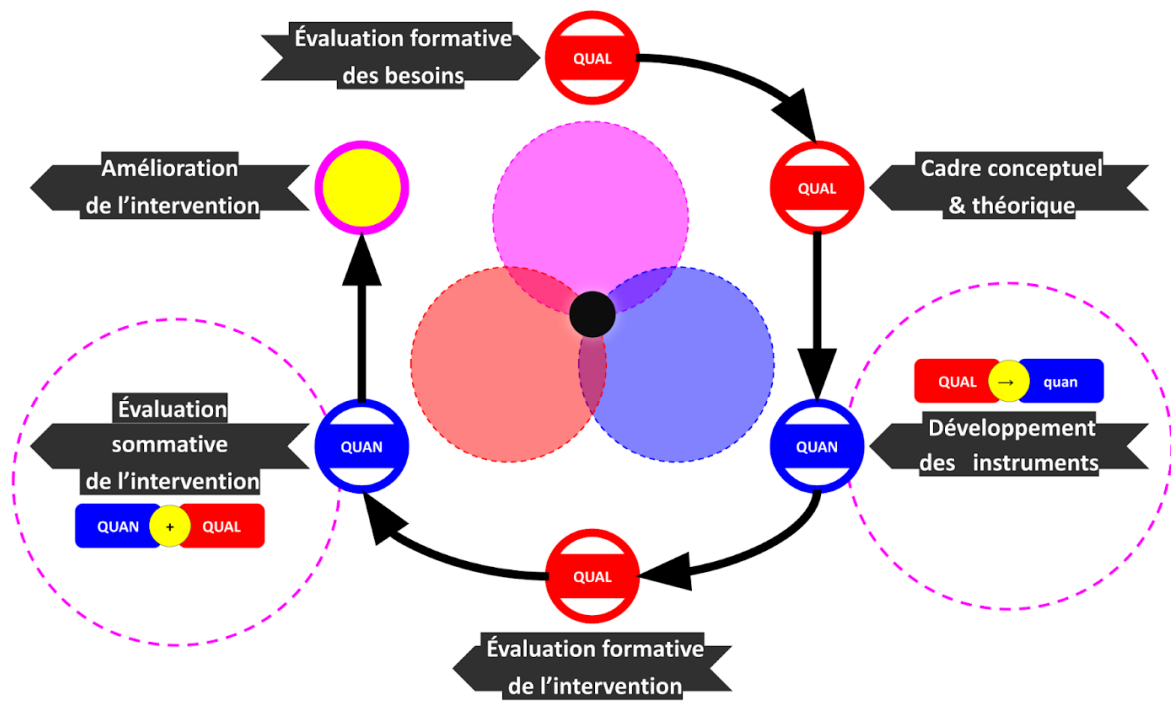 Évaluation formative
des besoins
QUAL
Amélioration
de l'intervention
QUAL
Cadre conceptuel
& théorique
QUAL
→
quan
Évaluation
sommative
de l'intervention
QUAN
QUAN
Développement
des instruments
QUAN
+
QUAL
QUAL
Évaluation formative
de l'intervention